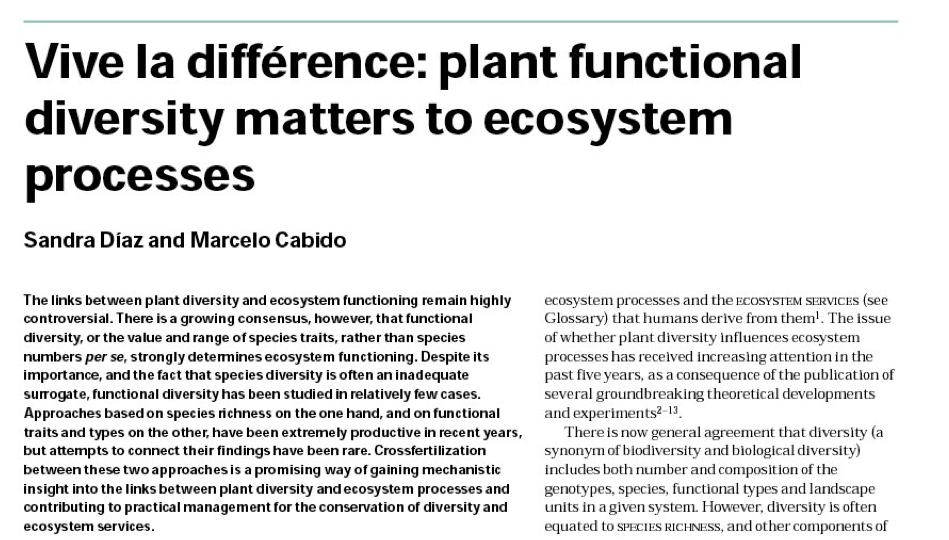 Vive la différence: plant functional
diversity matters to ecosystem
processes
Sandra Díaz and Marcelo Cabido
The links between plant diversity and ecosystem functioning remain highly
controversial. There is a growing consensus, however, that functional
diversity, or the value and range of species traits, rather than species
numbers per se, strongly determines ecosystem functioning. Despite its
importance, and the fact that species diversity is often an inadequate
surrogate, functional diversity has been studied in relatively few cases.
Approaches based on species richness on the one hand, and on functional
traits and types on the other, have been extremely productive in recent years,
but attempts to connect their findings have been rare. Crossfertilization
between these two approaches is a promising way of gaining mechanistic
insight into the links between plant diversity and ecosystem processes and
contributing to practical management for the conservation of diversity and
ecosystem services.
ecosystem processes and the ECOSYSTEM SERVICES (see
Glossary) that humans derive from them¹. The issue
of whether plant diversity influences ecosystem
processes has received increasing attention in the
past five years, as a consequence of the publication of
several groundbreaking theoretical developments
and experiments²⁻¹³.
There is now general agreement that diversity (a
synonym of biodiversity and biological diversity)
includes both number and composition of the
genotypes, species, functional types and landscape
units in a given system. However, diversity is often
equated to SPECIES RICHNESS, and other components of